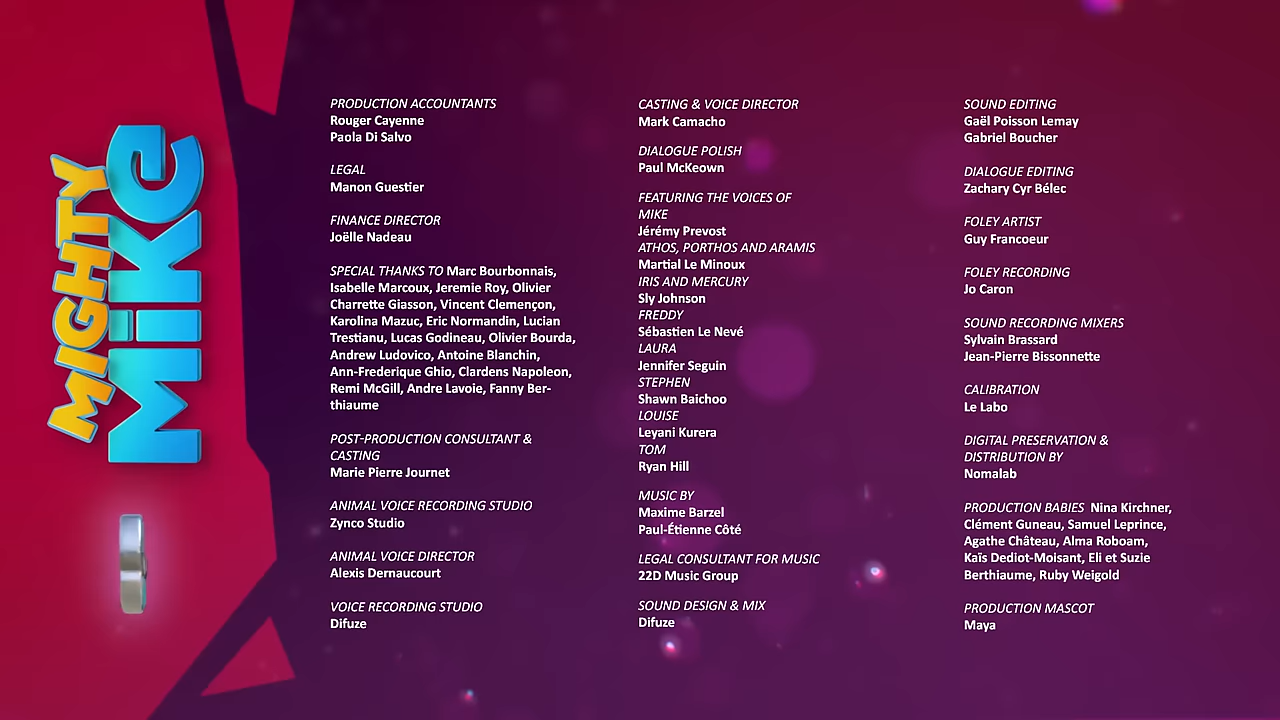 MIGHTY
MIKE
PRODUCTION ACCOUNTANTS
Rouger Cayenne
Paola Di Salvo
LEGAL
Manon Guestier
FINANCE DIRECTOR
Joëlle Nadeau
SPECIAL THANKS TO Marc Bourbonnais,
Isabelle Marcoux, Jeremie Roy, Olivier
Charrette Giasson, Vincent Clemençon,
Karolina Mazuc, Eric Normandin, Lucian
Trestianu, Lucas Godineau, Olivier Bourda,
Andrew Ludovico, Antoine Blanchin,
Ann-Frederique Ghio, Clardens Napoleon,
Remi McGill, Andre Lavoie, Fanny Ber-
thiaume
POST-PRODUCTION CONSULTANT &
CASTING
Marie Pierre Journet
ANIMAL VOICE RECORDING STUDIO
Zynco Studio
ANIMAL VOICE DIRECTOR
Alexis Dernaucourt
VOICE RECORDING STUDIO
Difuze
CASTING & VOICE DIRECTOR
Mark Camacho
DIALOGUE POLISH
Paul McKeown
FEATURING THE VOICES OF
MIKE
Jérémy Prevost
ATHOS, PORTHOS AND ARAMIS
Martial Le Minoux
IRIS AND MERCURY
Sly Johnson
FREDDY
Sébastien Le Nevé
LAURA
Jennifer Seguin
STEPHEN
Shawn Baichoo
LOUISE
Leyani Kurera
TOM
Ryan Hill
MUSIC BY
Maxime Barzel
Paul-Étienne Côté
LEGAL CONSULTANT FOR MUSIC
22D Music Group
SOUND DESIGN & MIX
Difuze
SOUND EDITING
Gaël Poisson Lemay
Gabriel Boucher
DIALOGUE EDITING
Zachary Cyr Bélec
FOLEY ARTIST
Guy Francoeur
FOLEY RECORDING
Jo Caron
SOUND RECORDING MIXERS
Sylvain Brassard
Jean-Pierre Bissonnette
CALIBRATION
Le Labo
DIGITAL PRESERVATION &
DISTRIBUTION BY
Nomalab
PRODUCTION BABIES Nina Kirchner,
Clément Guneau, Samuel Leprince,
Agathe Château, Alma Roboam,
Kaïs Dediot-Moisant, Eli et Suzie
Berthiaume, Ruby Weigold
PRODUCTION MASCOT
Maya